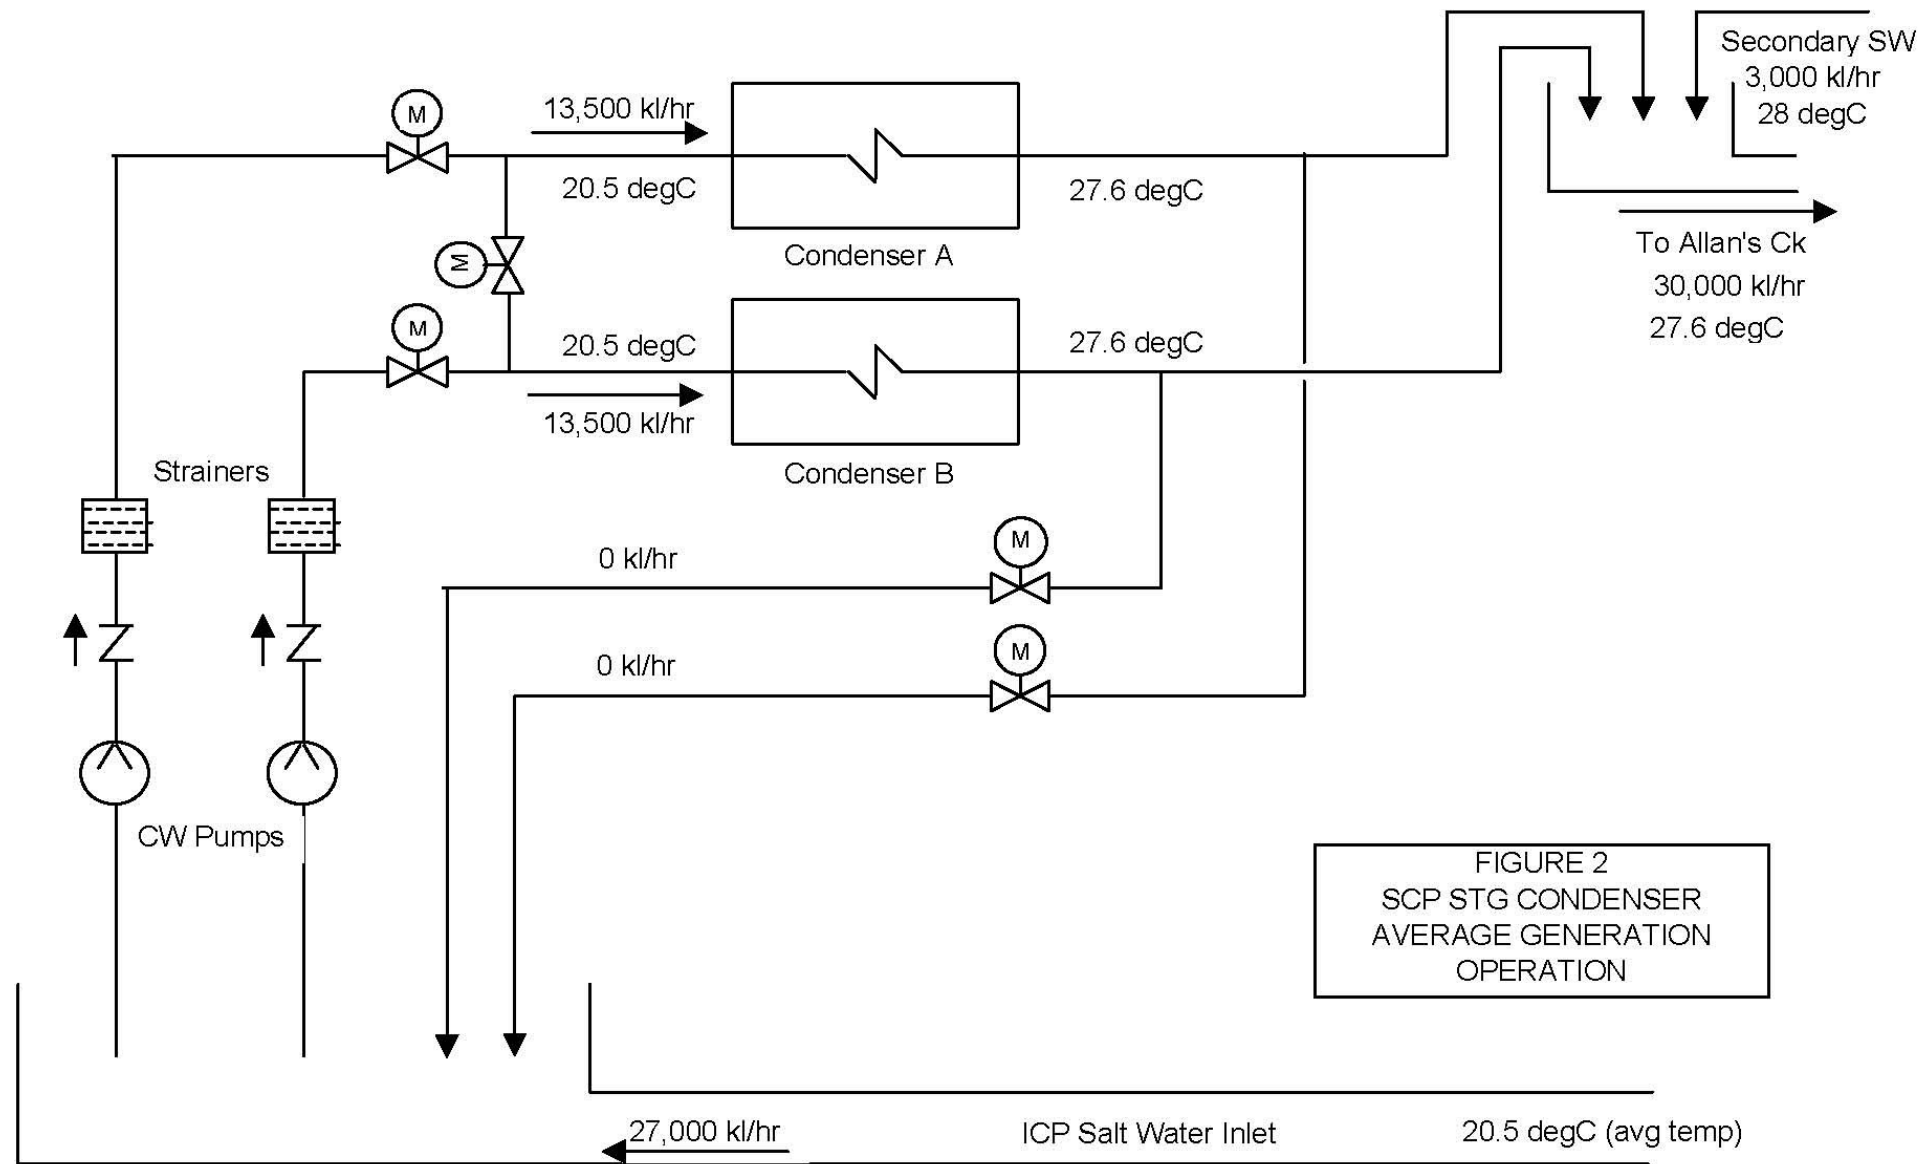 Secondary SW
3,000 kl/hr
28 degC
M
13,500 kl/hr
20.5 degC
27.6 degC
Condenser A
To Allan's Ck
30,000 kl/hr
27.6 degC
M
M
20.5 degC
27.6 degC
13,500 kl/hr
Condenser B
Strainers
0 kl/hr
M
0 kl/hr
M
CW Pumps
FIGURE 2
SCP STG CONDENSER
AVERAGE GENERATION
OPERATION
27,000 kl/hr
ICP Salt Water Inlet
20.5 degC (avg temp)